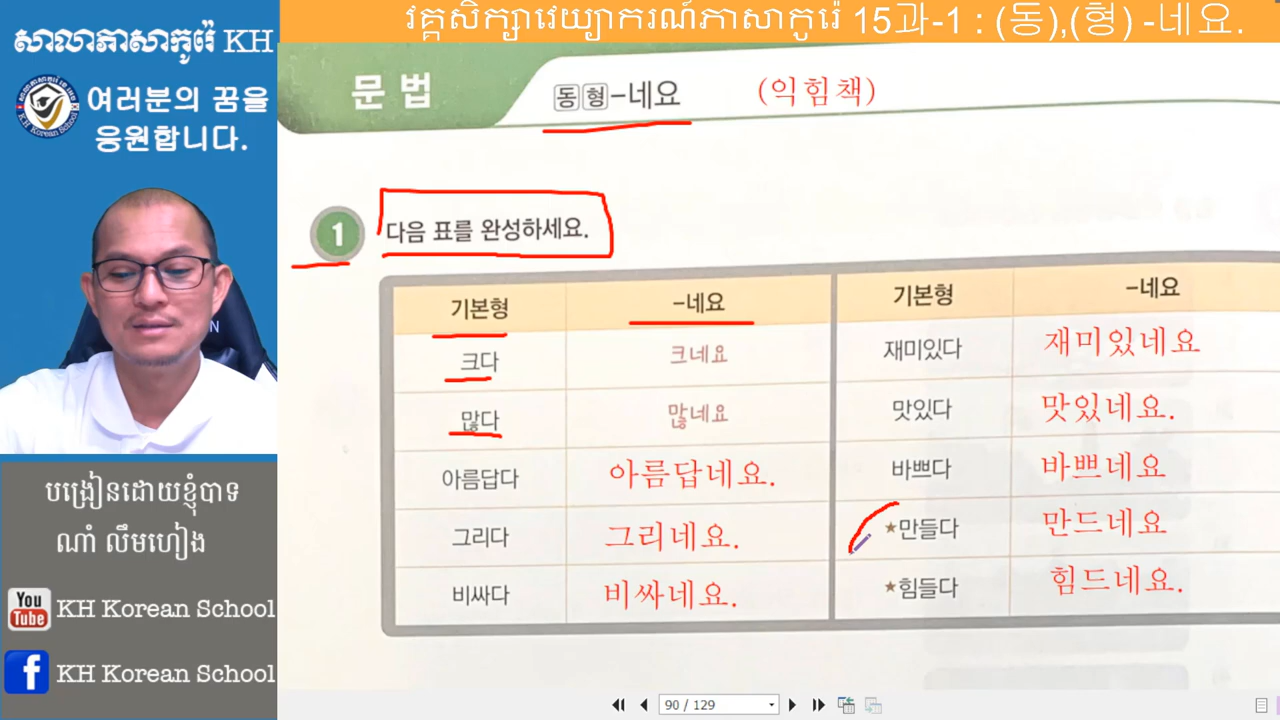 វគ្គសិក្សាវេយ្យាករណ៍ភាសាកូរ៉េ 15과-1 : (동),(형) -네요.
សាលាភាសាកូរ៉េ KH
여러분의 꿈을
응원합니다.
문법
동 형 -네요 (익힘책)
1 다음 표를 완성하세요.
기본형 -네요 기본형 -네요
크다 크네요 재미있다 재미있네요
많다 많네요 맛있다 맛있네요.
아름답다 아름답네요. 바쁘다 바쁘네요
그리다 그리네요. ★만들다 만드네요
비싸다 비싸네요. ★힘들다 힘드네요.
បង្រៀនដោយខ្ញុំបាទ
ណាំ លឹមហៀង
You Tube KH Korean School
f KH Korean School
90 / 129